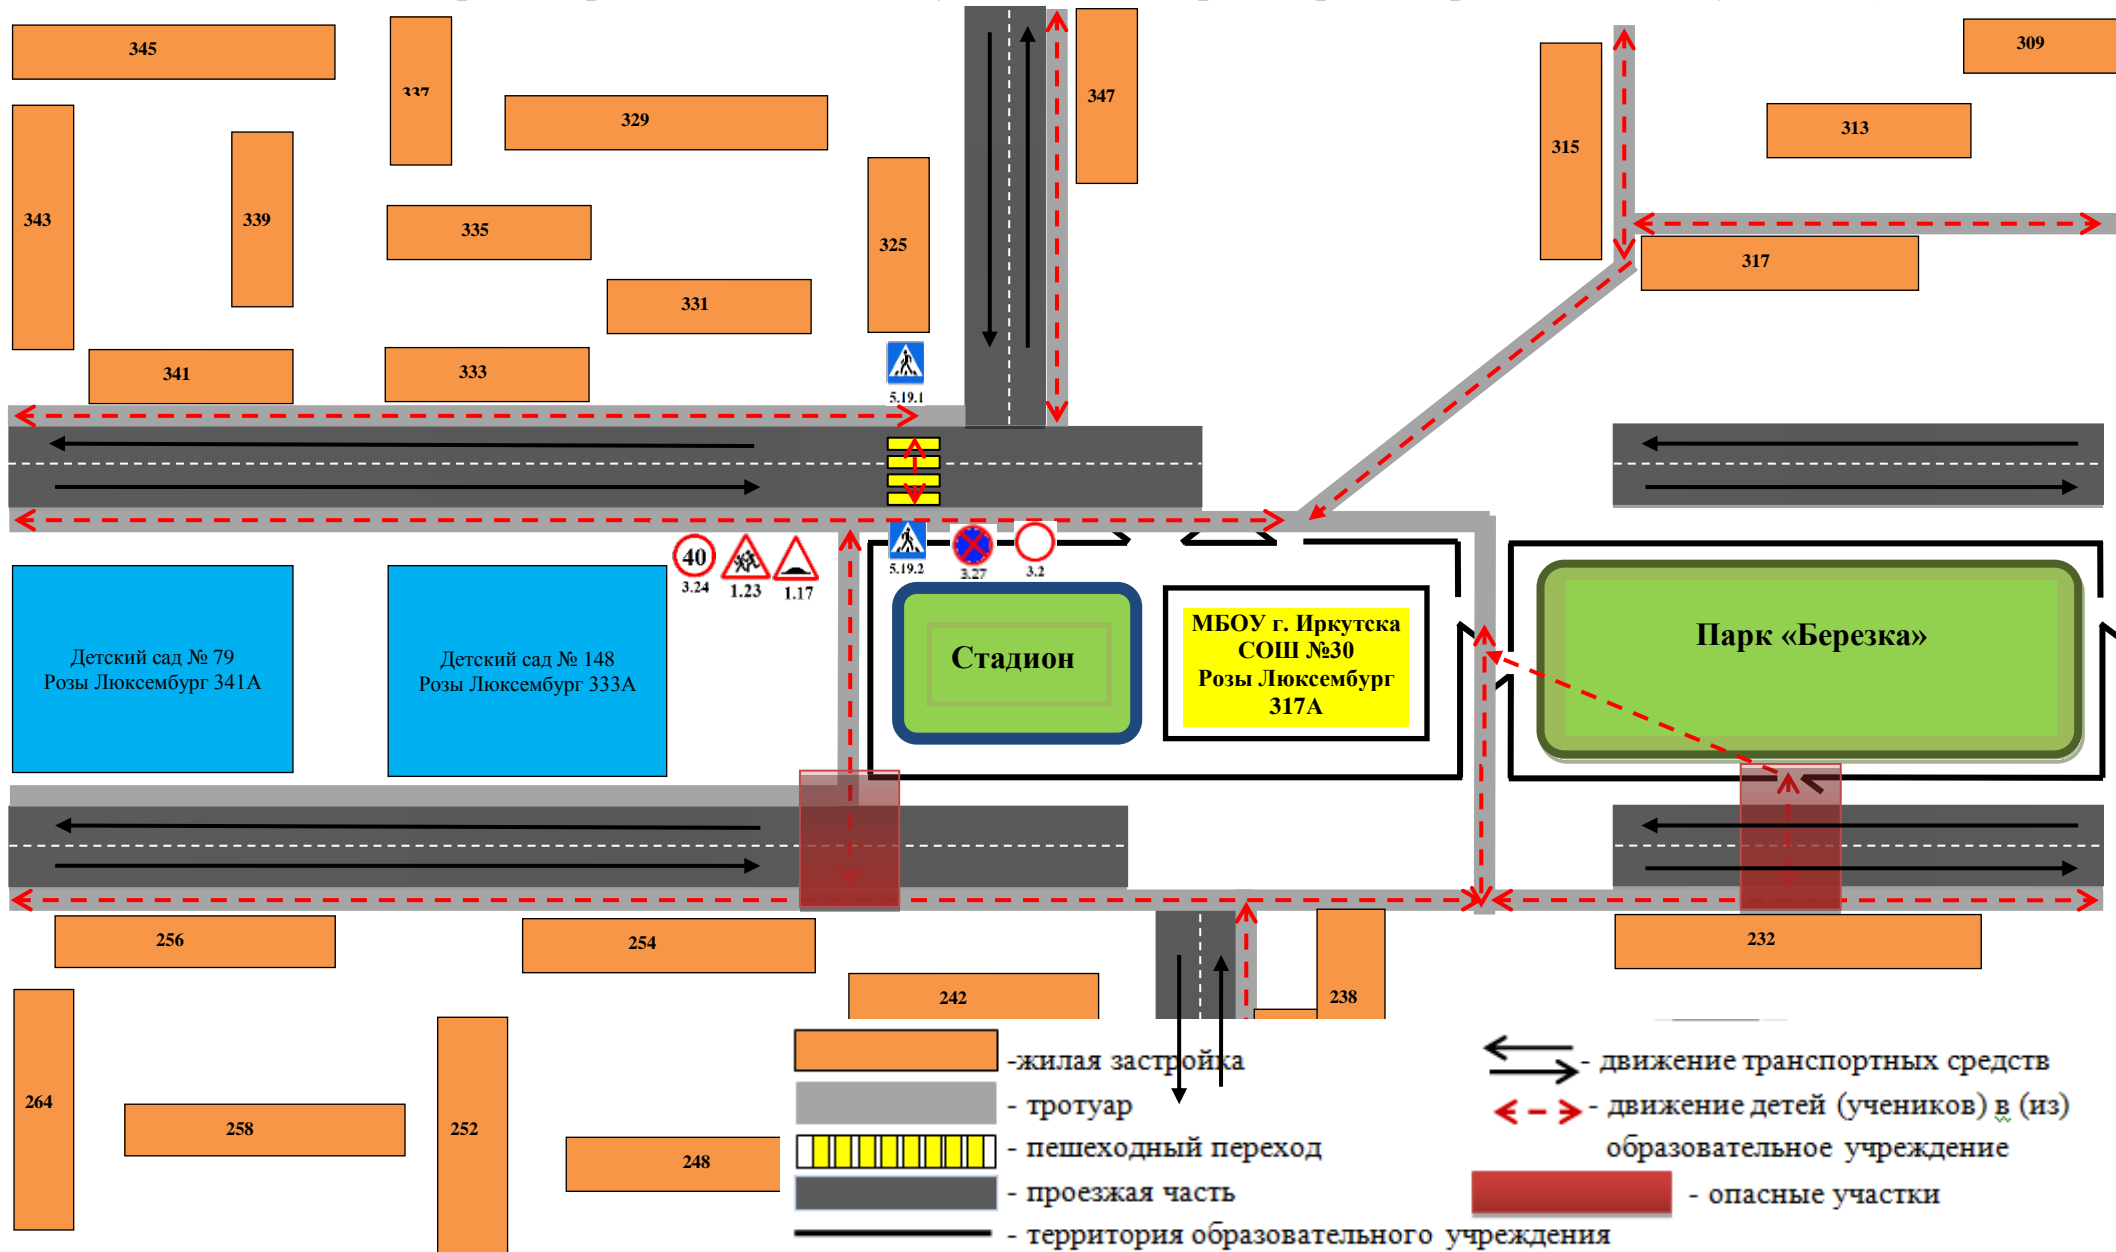 345
337
329
347
309
313
315
343
339
335
325
317
331
341
333
5.19.1
40
3.24
1.23
1.17
5.19.2
3.27
3.2
Детский сад № 79
Розы Люксембург 341А
Детский сад № 148
Розы Люксембург 333А
Стадион
МБОУ г. Иркутска
СОШ №30
Розы Люксембург
317А
Парк «Березка»
256
254
242
238
232
264
258
252
248
-жилая застройка
- тротуар
- пешеходный переход
- проезжая часть
- территория образовательного учреждения
- движение транспортных средств
- движение детей (учеников) в (из)
образовательное учреждение
- опасные участки